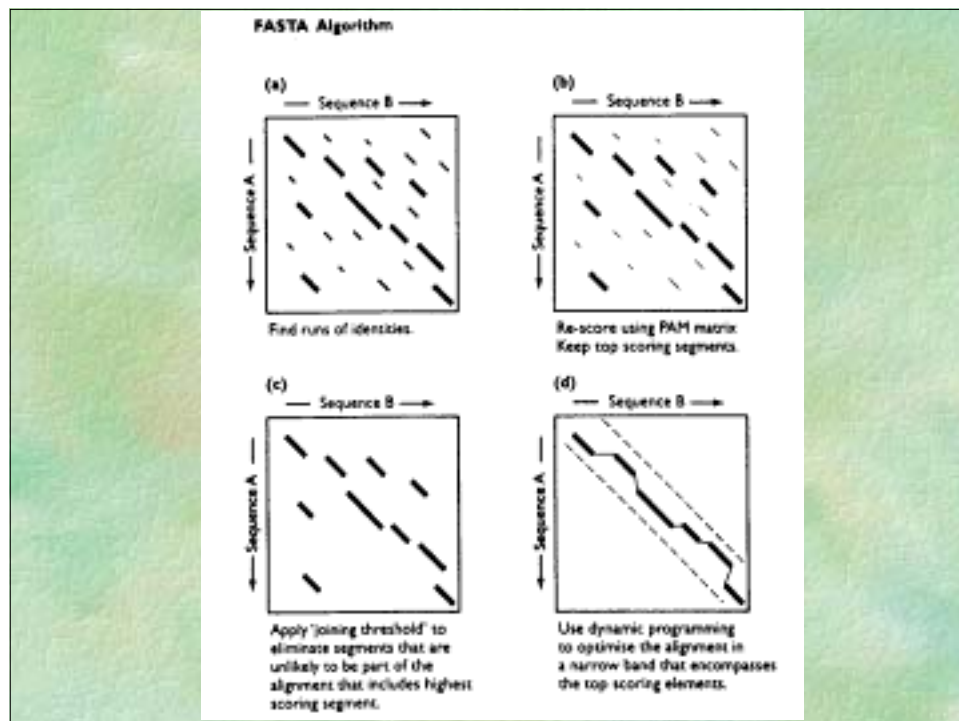 FASTA Algorithm
(a)
Sequence B
Sequence A
Find runs of identities.
(b)
Sequence B
Sequence A
Re-score using PAM matrix
Keep top scoring segments.
(c)
Sequence B
Sequence A
Apply 'joining threshold' to
eliminate segments that are
unlikely to be part of the
alignment that includes highest
scoring segment.
(d)
Sequence B
Sequence A
Use dynamic programming
to optimise the alignment in
a narrow band that encompasses
the top scoring elements.